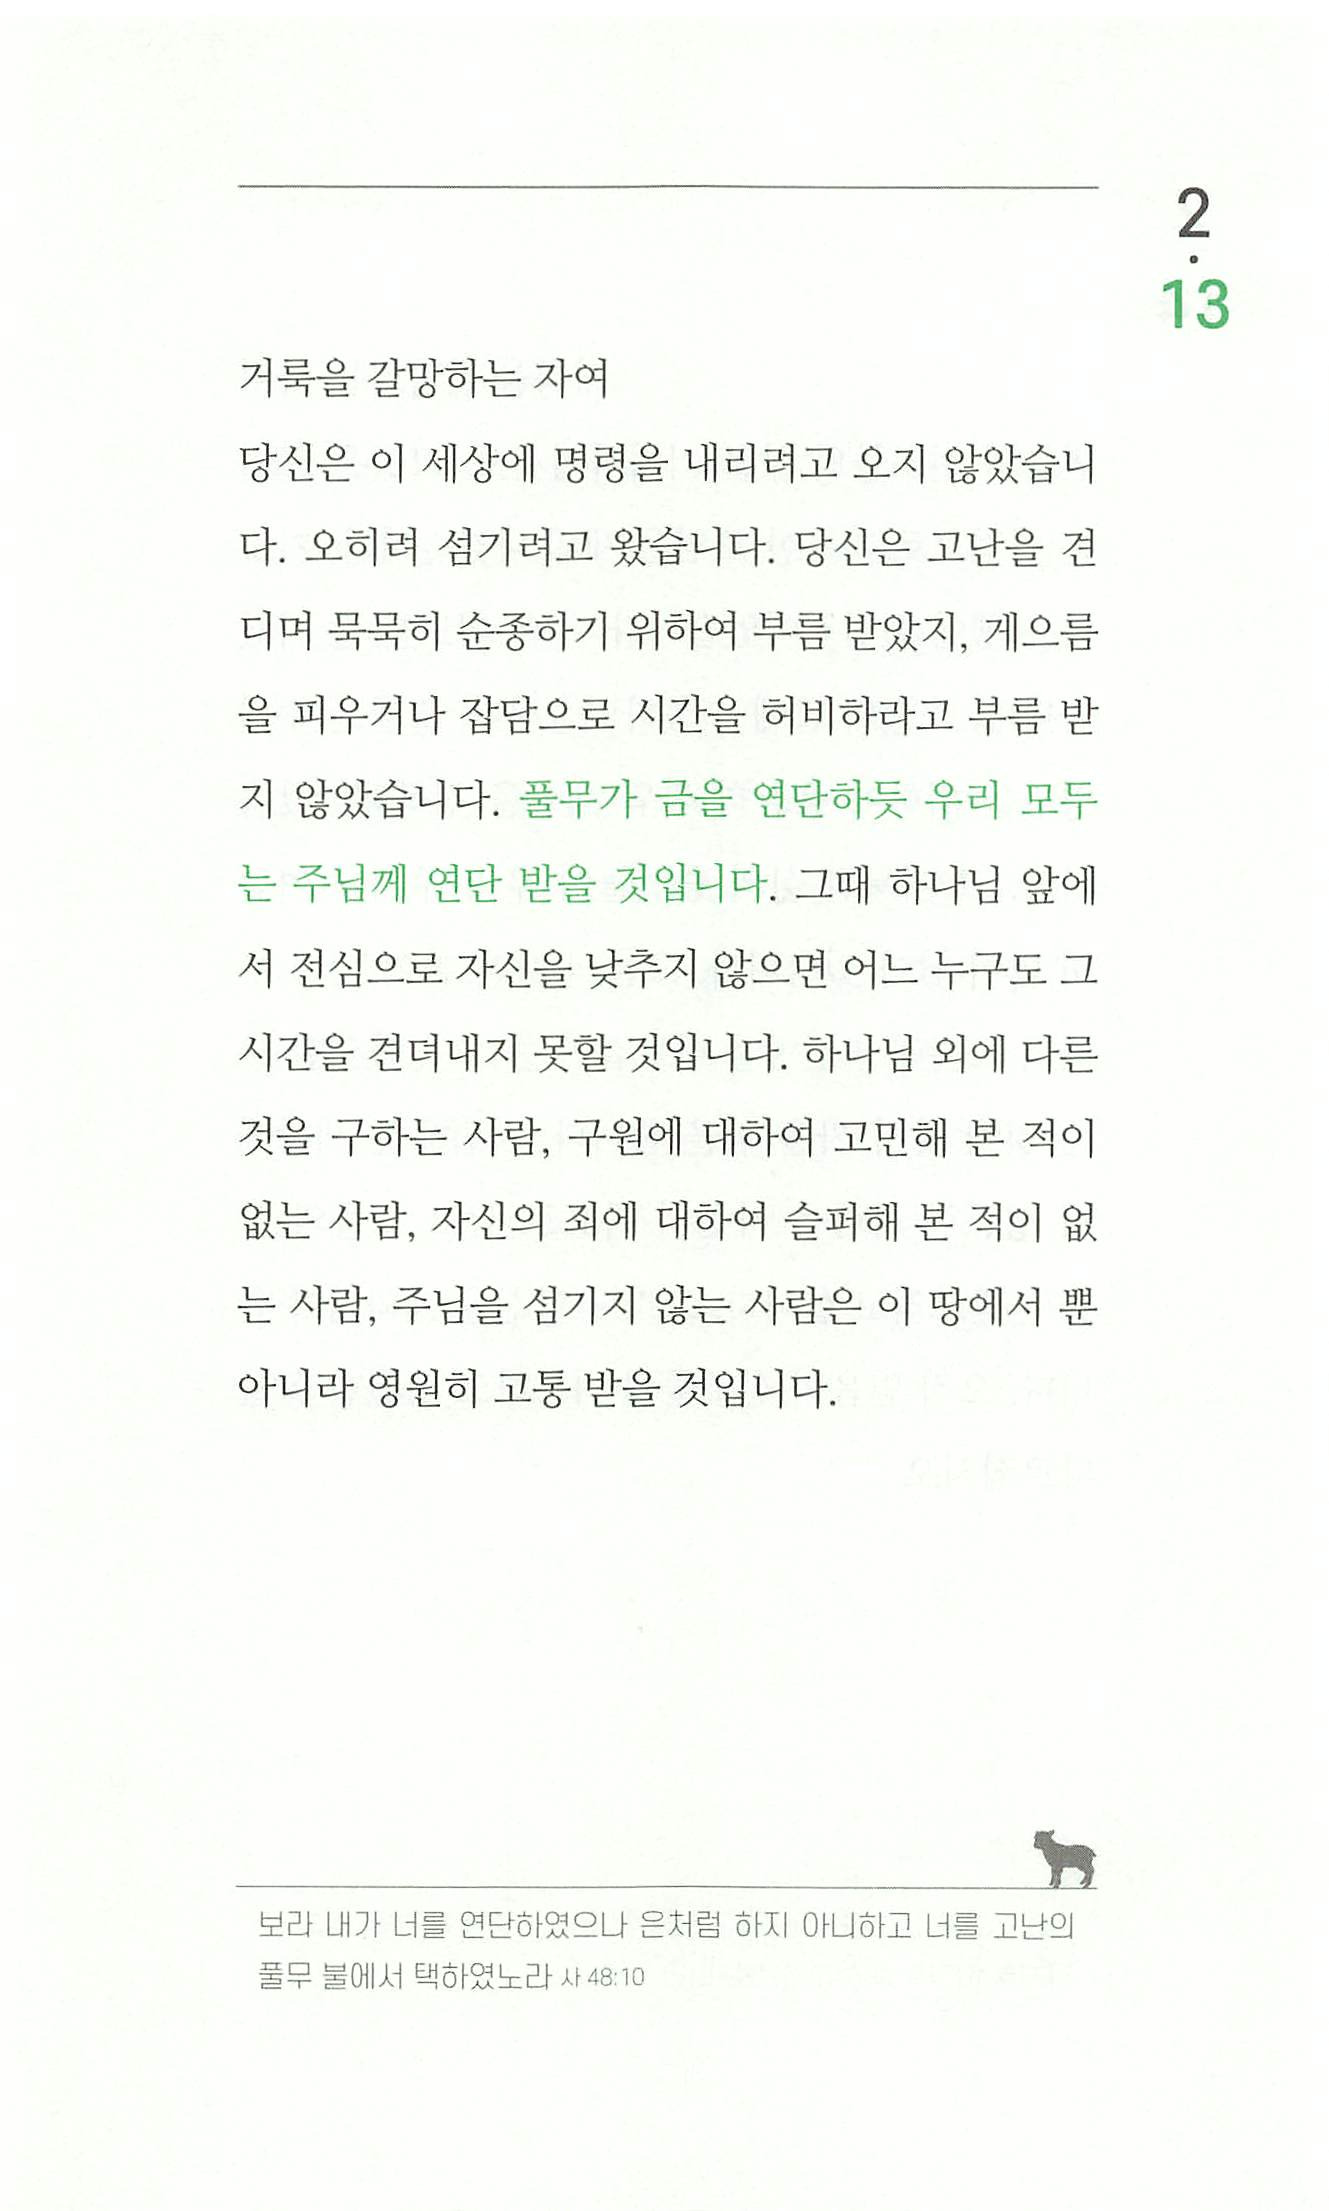 2
·
13
거룩을 갈망하는 자여
당신은 이 세상에 명령을 내리려고 오지 않았습니
다. 오히려 섬기려고 왔습니다. 당신은 고난을 견
디며 묵묵히 순종하기 위하여 부름 받았지, 게으름
을 피우거나 잡담으로 시간을 허비하라고 부름 받
지 않았습니다. 풀무가 금을 연단하듯 우리 모두
는 주님께 연단 받을 것입니다. 그때 하나님 앞에
서 전심으로 자신을 낮추지 않으면 어느 누구도 그
시간을 견뎌내지 못할 것입니다. 하나님 외에 다른
것을 구하는 사람, 구원에 대하여 고민해 본 적이
없는 사람, 자신의 죄에 대하여 슬퍼해 본 적이 없
는 사람, 주님을 섬기지 않는 사람은 이 땅에서 뿐
아니라 영원히 고통 받을 것입니다.
보라 내가 너를 연단하였으나 은처럼 하지 아니하고 너를 고난의
풀무 불에서 택하였노라 사 48:10